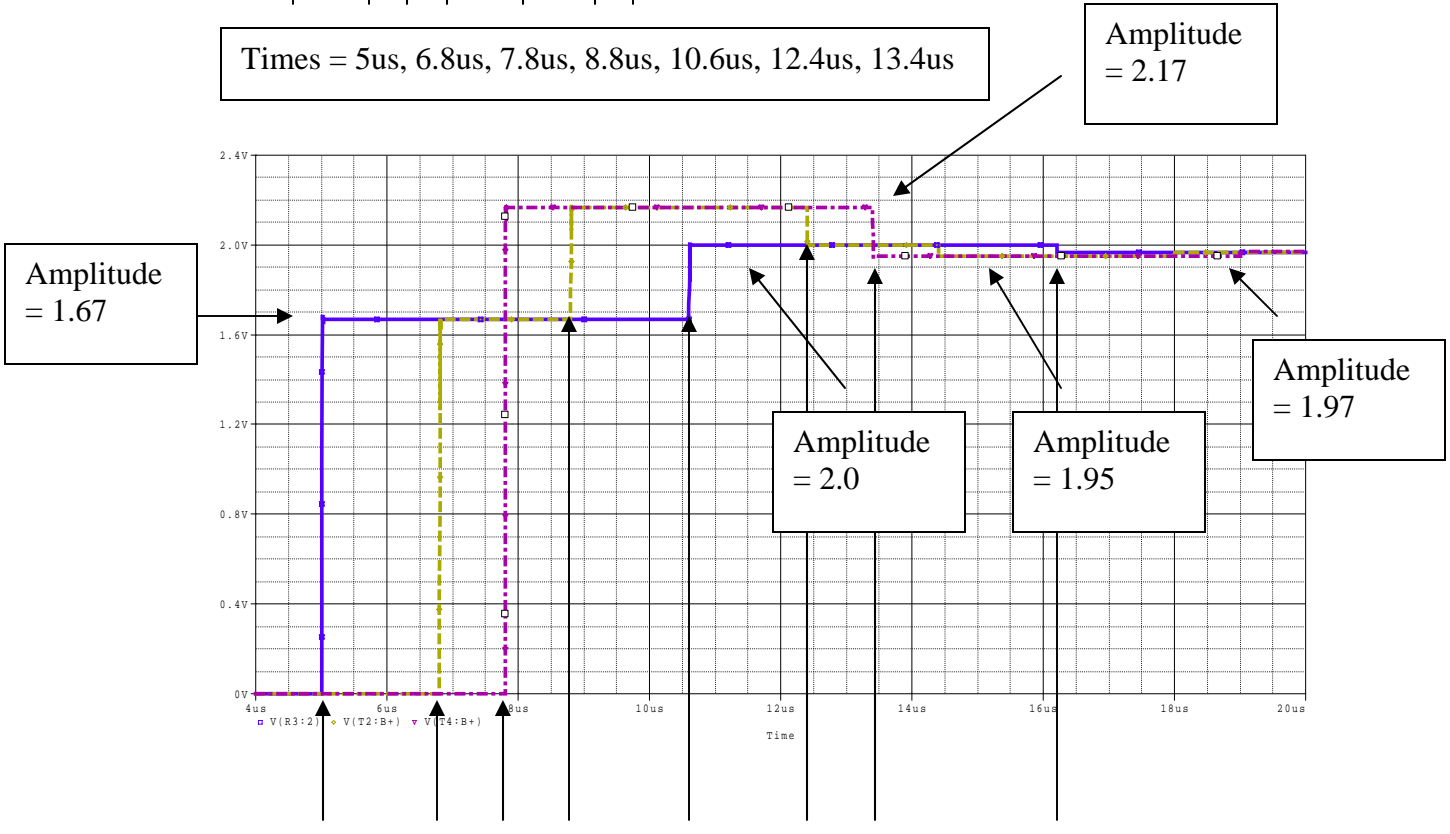 Times = 5us, 6.8us, 7.8us, 8.8us, 10.6us, 12.4us, 13.4us
Amplitude
= 2.17
Amplitude
= 1.67
2.4V
2.0V
1.6V
1.2V
0.8V
0.4V
0V
Amplitude
= 2.0
Amplitude
= 1.95
Amplitude
= 1.97
4us 6us 8us 10us 12us 14us 16us 18us 20us
V(R3:2) V(T2:B+) V(T4:B+)
Time